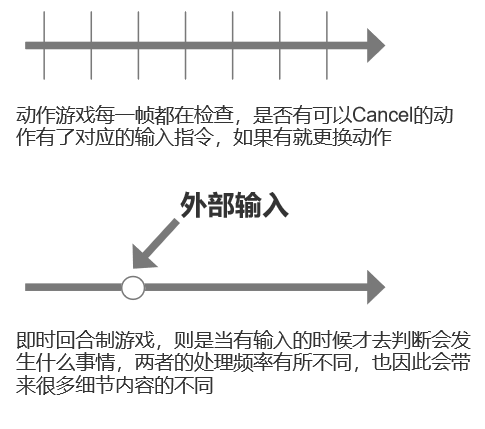 动作游戏每一帧都在检查，是否有可以Cancel的动
作有了对应的输入指令，如果有就更换动作
外部输入
即时回合制游戏，则是当有输入的时候才去判断会发
生什么事情，两者的处理频率有所不同，也因此会带
来很多细节内容的不同